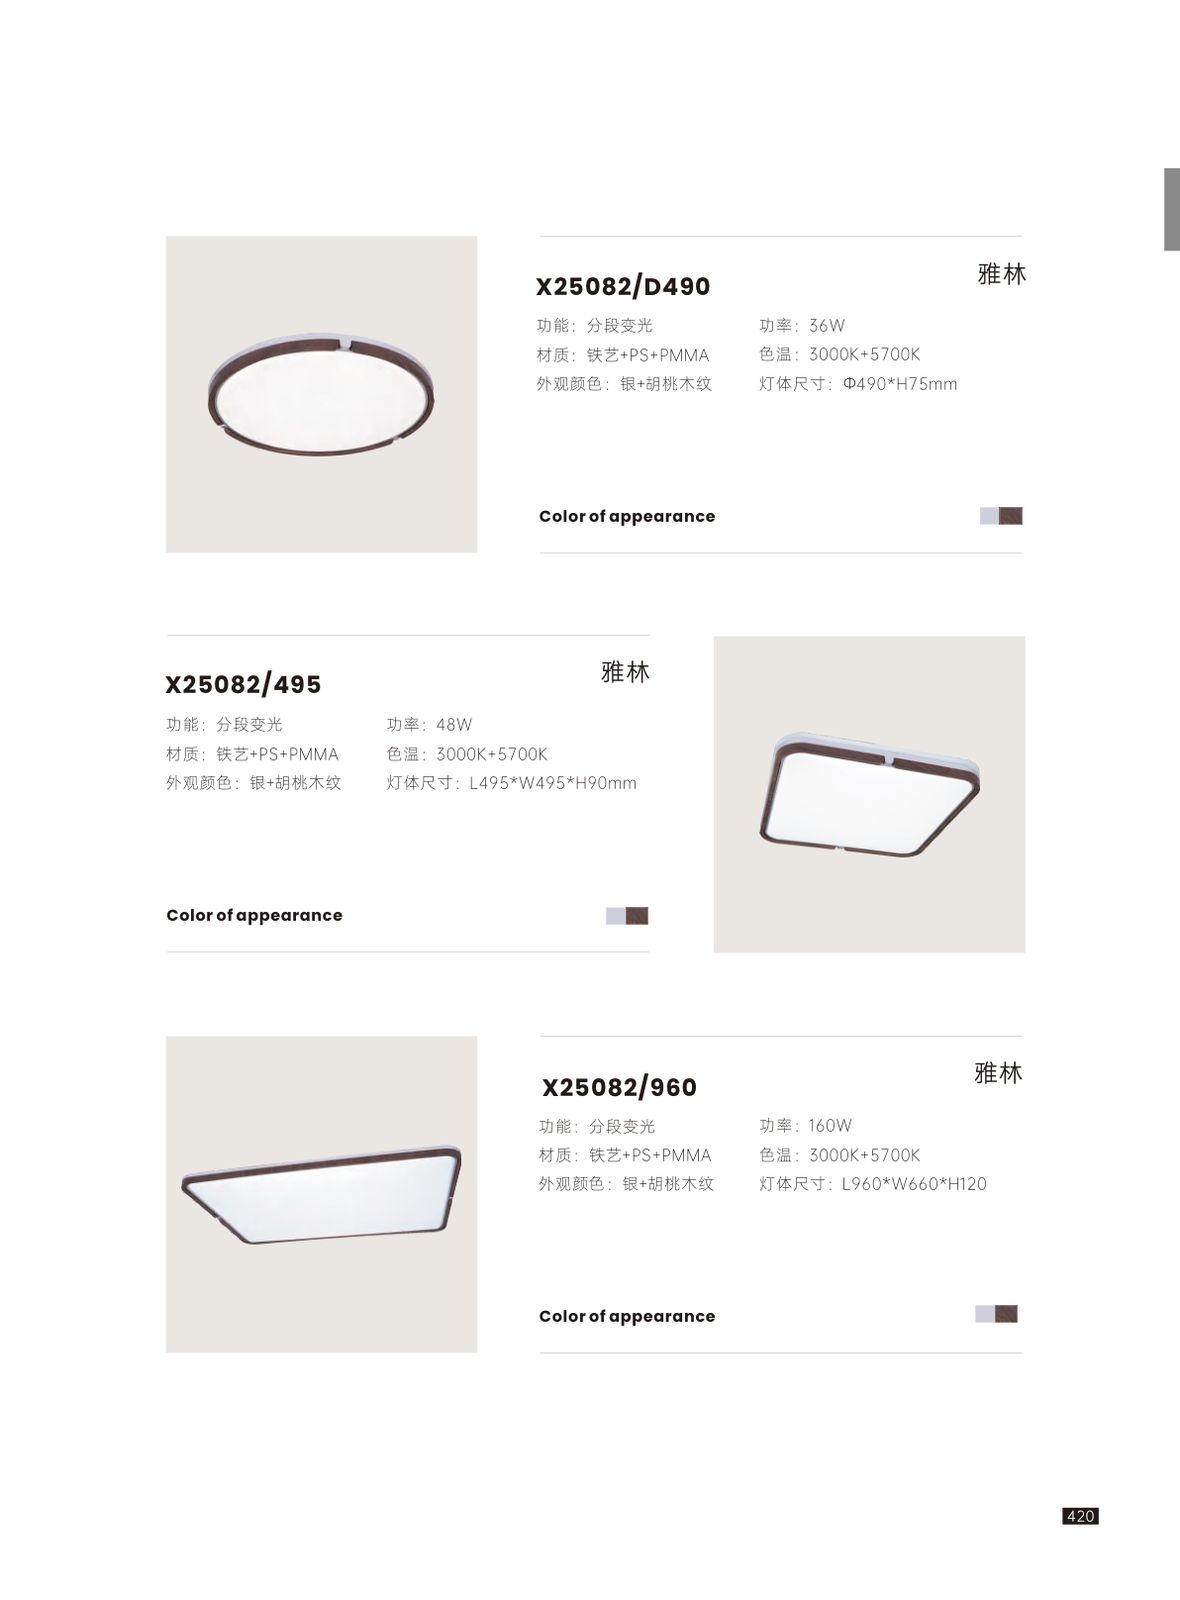 雅林
X25082/D490
功能：分段变光 功率：36W
材质：铁艺+PS+PMMA 色温：3000K+5700K
外观颜色：银+胡桃木纹 灯体尺寸：Φ490*H75mm
Color of appearance
雅林
X25082/495
功能：分段变光 功率：48W
材质：铁艺+PS+PMMA 色温：3000K+5700K
外观颜色：银+胡桃木纹 灯体尺寸：L495*W495*H90mm
Color of appearance
雅林
X25082/960
功能：分段变光 功率：160W
材质：铁艺+PS+PMMA 色温：3000K+5700K
外观颜色：银+胡桃木纹 灯体尺寸：L960*W660*H120
Color of appearance
420